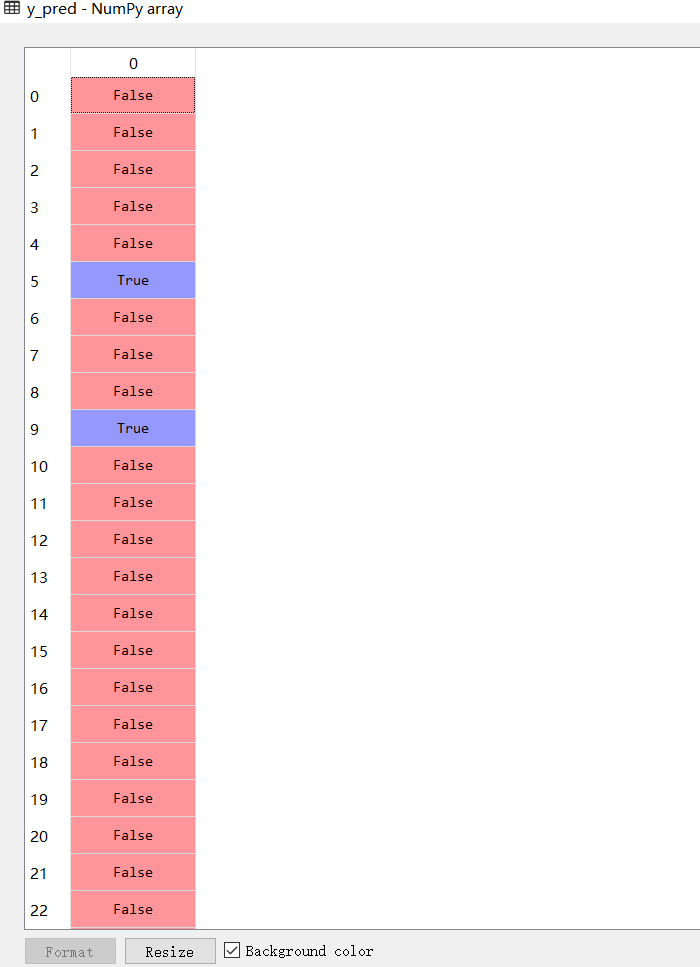 y_pred - NumPy array
0
0 False
1 False
2 False
3 False
4 False
5 True
6 False
7 False
8 False
9 True
10 False
11 False
12 False
13 False
14 False
15 False
16 False
17 False
18 False
19 False
20 False
21 False
22 False
Format Resize Background color